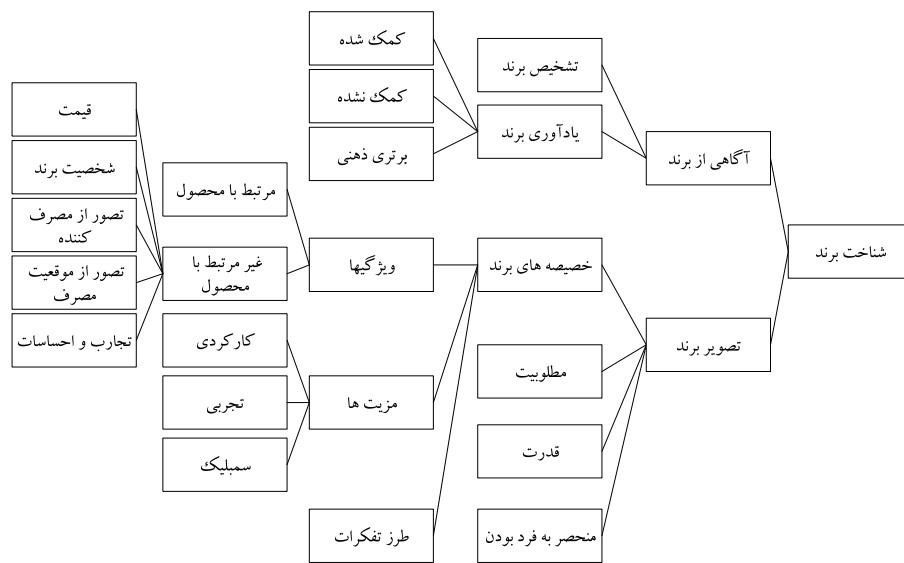 شناخت برند
آگاهی از برند
تصویر برند
تشخیص برند
یادآوری برند
خصیصه های برند
مطلوبیت
قدرت
منحصر به فرد بودن
کمک شده
کمک نشده
برتری ذهنی
ویژگیها
مزیت ها
طرز تفکرات
مرتبط با محصول
غیر مرتبط با
محصول
کارکردی
تجربی
سمبلیک
قیمت
شخصیت برند
تصور از مصرف
کننده
تصور از موقعیت
مصرف
تجارب و احساسات